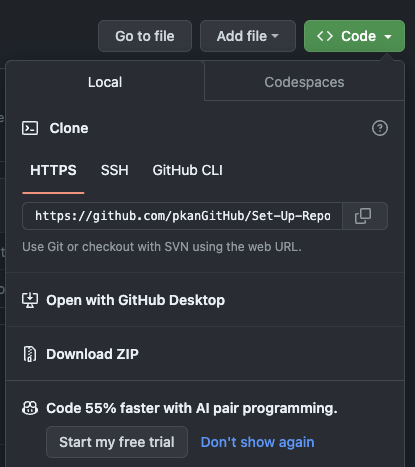 Go to file Add file <> Code
Local Codespaces
Clone
HTTPS SSH GitHub CLI
https://github.com/pkanGitHub/Set-Up-Repo
Use Git or checkout with SVN using the web URL.
Open with GitHub Desktop
Download ZIP
Code 55% faster with AI pair programming.
Start my free trial Don't show again